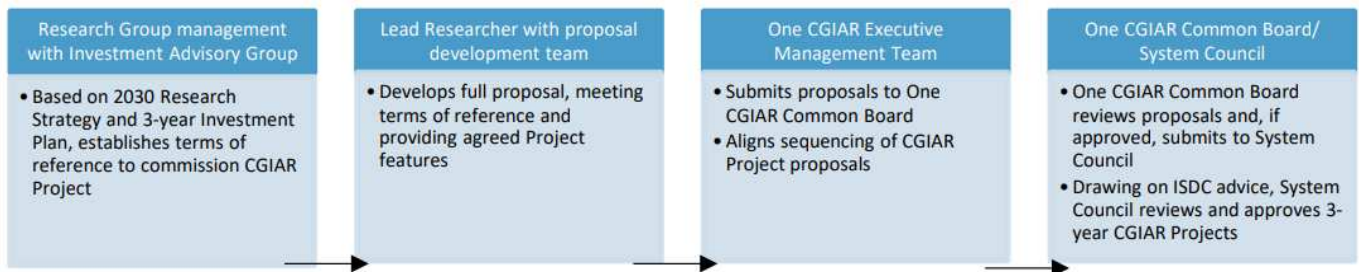 Research Group management
with Investment Advisory Group
• Based on 2030 Research
Strategy and 3-year Investment
Plan, establishes terms of
reference to commission CGIAR
Project
Lead Researcher with proposal
development team
• Develops full proposal, meeting
terms of reference and
providing agreed Project
features
One CGIAR Executive
Management Team
• Submits proposals to One
CGIAR Common Board
• Aligns sequencing of CGIAR
Project proposals
One CGIAR Common Board/
System Council
• One CGIAR Common Board
reviews proposals and, if
approved, submits to System
Council
• Drawing on ISDC advice, System
Council reviews and approves 3-
year CGIAR Projects